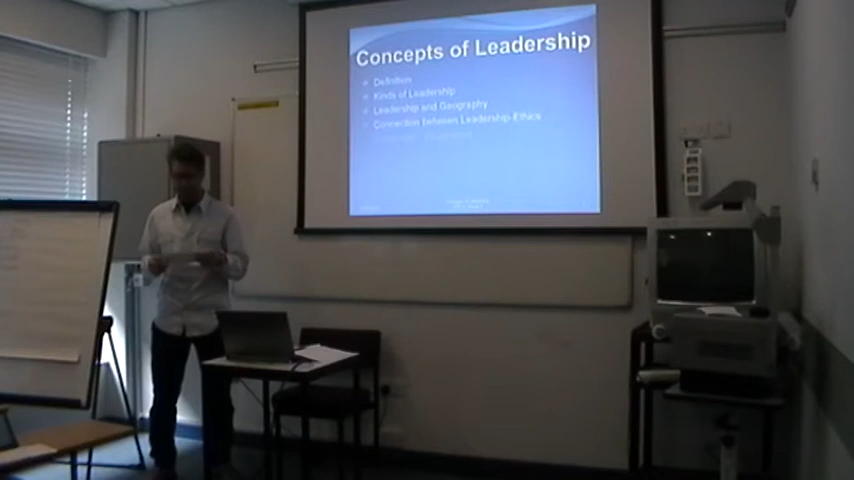 Concepts of Leadership
Definition
Kinds of Leadership
Leadership and Geography
Connection between Leadership-Ethics